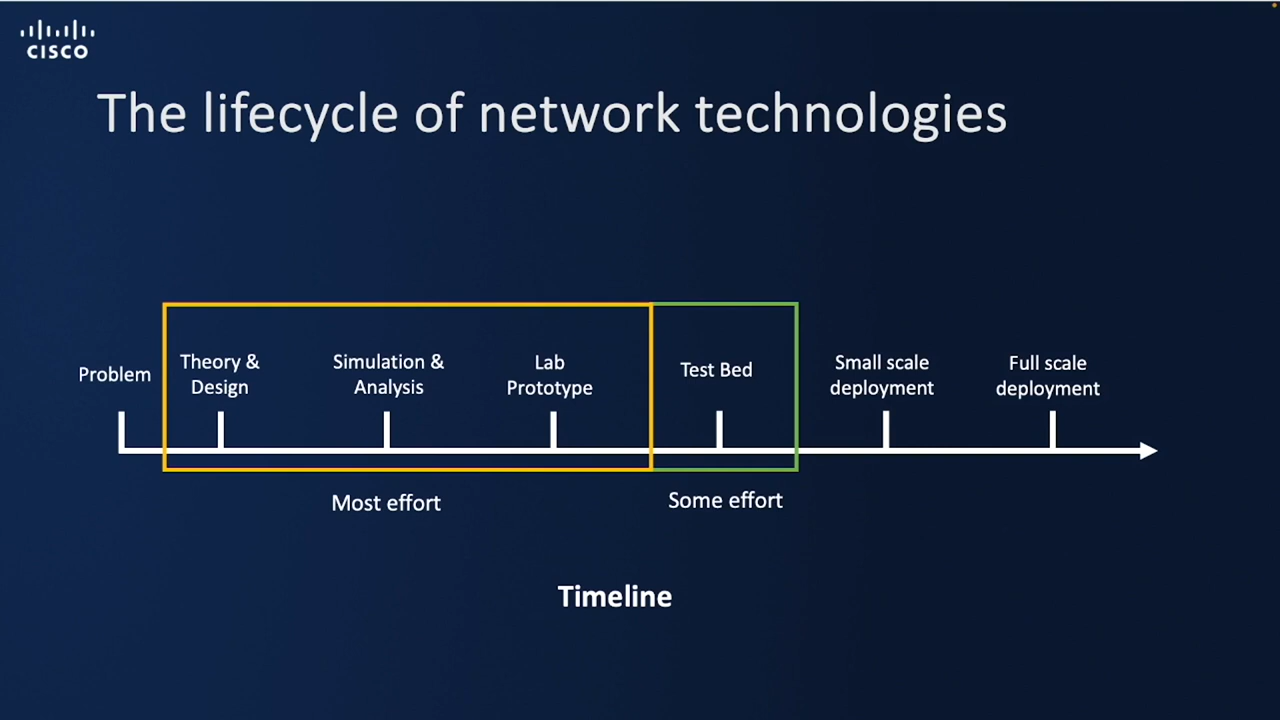 CISCO
The lifecycle of network technologies
Problem
Theory &
Design
Simulation &
Analysis
Lab
Prototype
Test Bed
Small scale
deployment
Full scale
deployment
Most effort
Some effort
Timeline